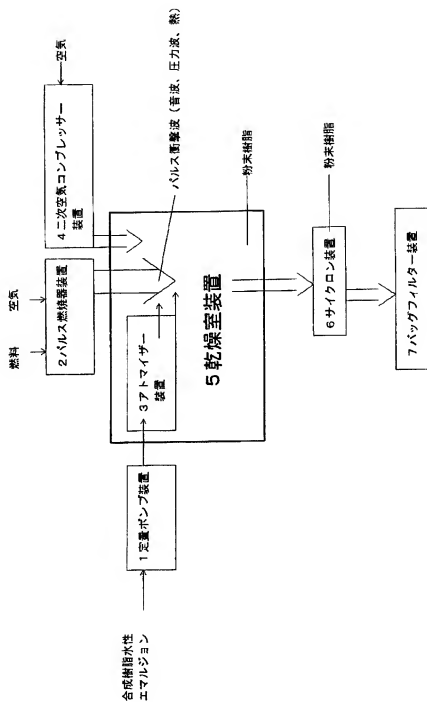 燃料
空気
空気
2パルス燃焼器装置
4二次空気コンプレッサー
装置
パルス衝撃波（音波、圧力波、熱）
合成樹脂水性
エマルジョン
1定量ポンプ装置
3アトマイザー
装置
5乾燥室装置
粉末樹脂
6サイクロン装置
粉末樹脂
7バッグフィルター装置